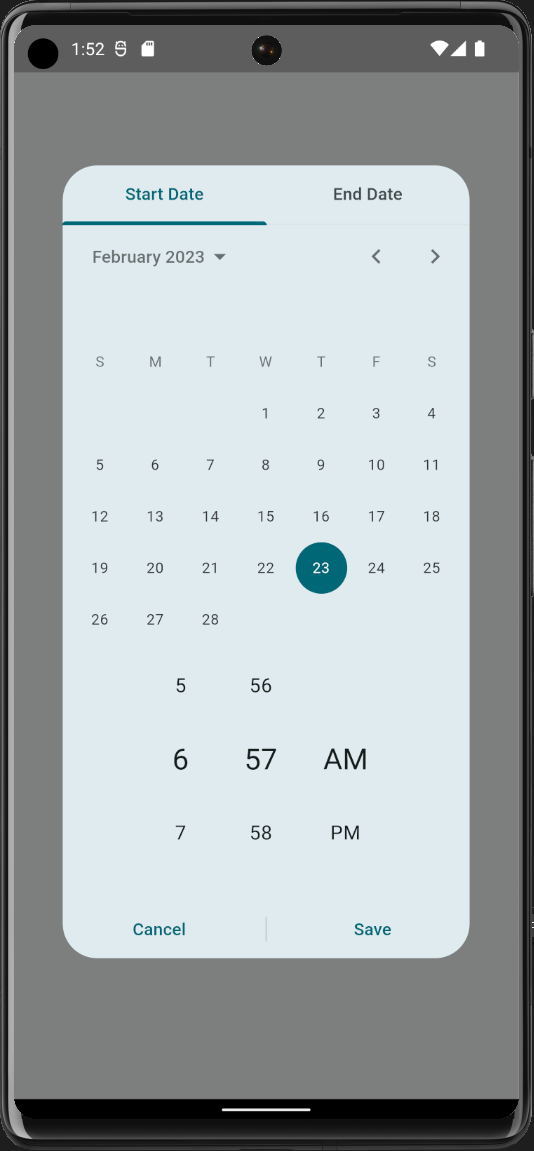 1:52
Start Date End Date
February 2023
S M T W T F S
1 2 3 4
5 6 7 8 9 10 11
12 13 14 15 16 17 18
19 20 21 22 23 24 25
26 27 28
5 56
6 57 AM
7 58 PM
Cancel Save